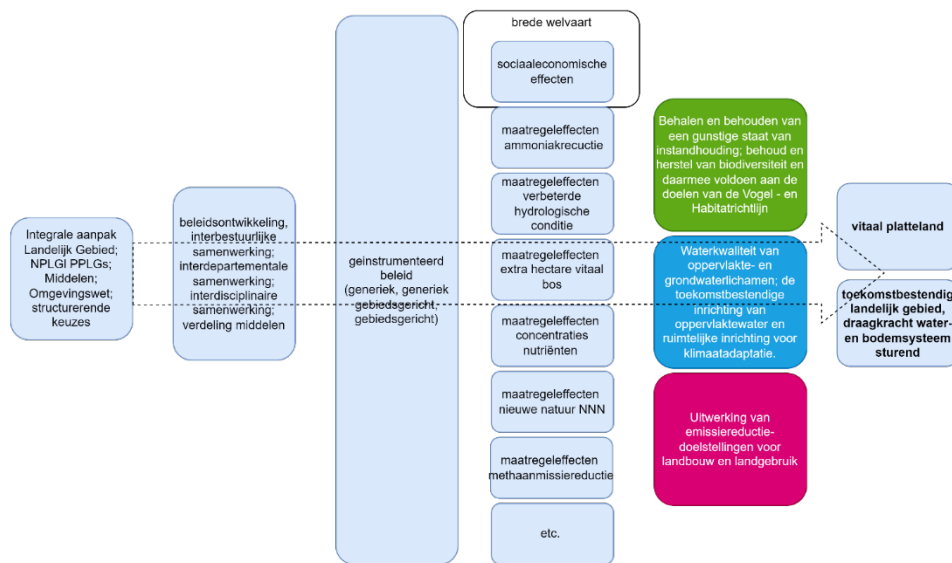 Integrale aanpak
Landelijk Gebied;
NPLGl PPLGs;
Middelen;
Omgevingswet;
structurerende
keuzes
beleidsontwikkeling,
interbestuurlijke
samenwerking;
interdepartementale
samenwerking;
interdisciplinaire
samenwerking;
verdeling middelen
geinstrumenteerd
beleid
(generiek, generiek
gebiedsgericht,
gebiedsgericht)
brede welvaart
sociaaleconomische
effecten
maatregeleffecten
ammoniakrecuctie
maatregeleffecten
verbeterde
hydrologische
conditie
maatregeleffecten
extra hectare vitaal
bos
maatregeleffecten
concentraties
nutriënten
maatregeleffecten
nieuwe natuur NNN
maatregeleffecten
methaanmissiereductie
etc.
Behalen en behouden van
een gunstige staat van
instandhouding; behoud en
herstel van biodiversiteit en
daarmee voldoen aan de
doelen van de Vogel - en
Habitatrichtlijn
Waterkwaliteit van
oppervlakte- en
grondwaterlichamen; de
toekomstbestendige
inrichting van
oppervlaktewater en
ruimtelijke inrichting voor
klimaatadaptatie.
Uitwerking van
emissiereductie-
doelstellingen voor
landbouw en landgebruik
vitaal platteland
toekomstbestendig
landelijk gebied,
draagkracht water-
en bodemsysteem
sturend